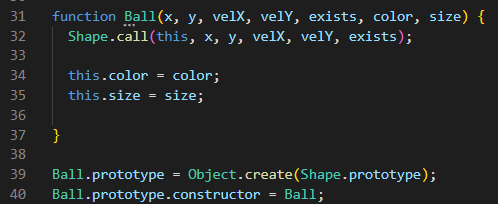 31 function Ball(x, y, velX, velY, exists, color, size) {
32     Shape.call(this, x, y, velX, velY, exists);
33
34     this.color = color;
35     this.size = size;
36
37 }
38
39 Ball.prototype = Object.create(Shape.prototype);
40 Ball.prototype.constructor = Ball;